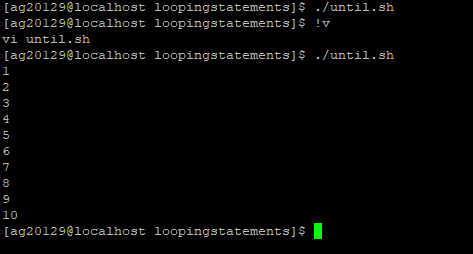 [ag20129@localhost loopingstatements]$ ./until.sh
[ag20129@localhost loopingstatements]$ !v
vi until.sh
[ag20129@localhost loopingstatements]$ ./until.sh
1
2
3
4
5
6
7
8
9
10
[ag20129@localhost loopingstatements]$